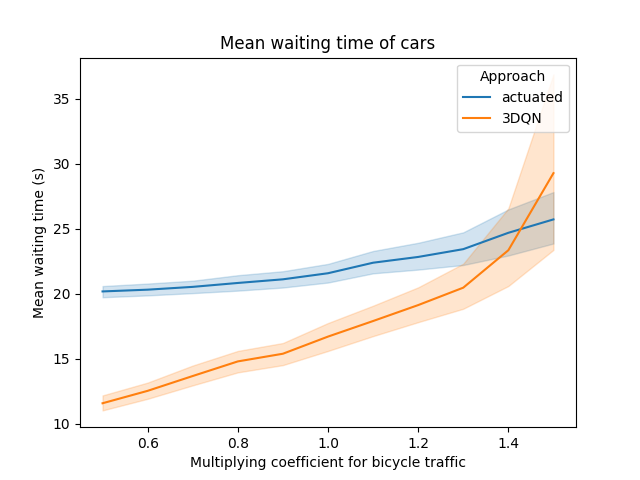 Mean waiting time of cars
Approach
actuated
3DQN
Mean waiting time (s)
35
30
25
20
15
10
0.6 0.8 1.0 1.2 1.4
Multiplying coefficient for bicycle traffic